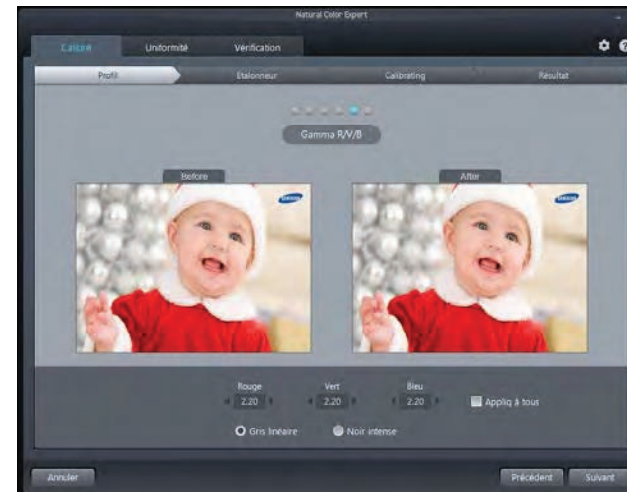 Natural Color Expert
Calibré
Uniformité
Vérification
Profil
Etalonneur
Calibrating
Résultat
Gamma R/V/B
Before
After
SAMSUNG
SAMSUNG
Rouge
Vert
Bleu
2.20
2.20
2.20
Appliq à tous
Gris linéaire
Noir intense
Annuler
Précédent
Suivant